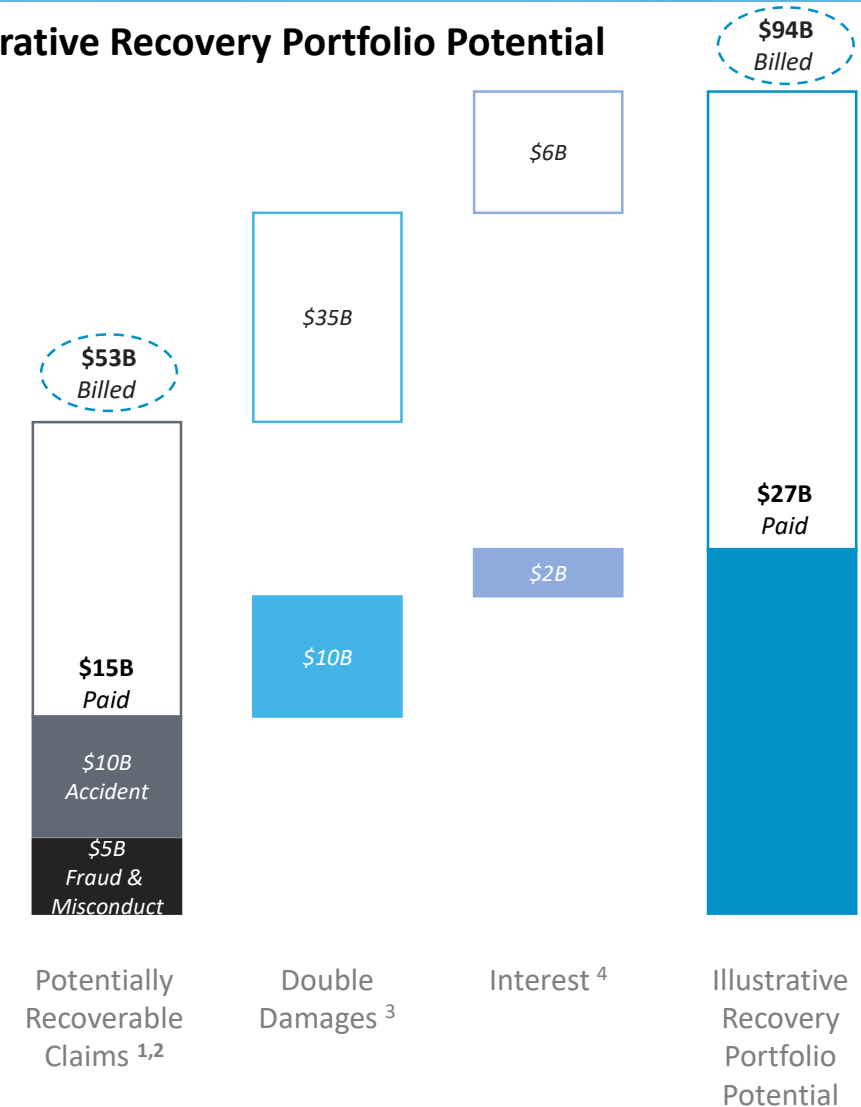 rative Recovery Portfolio Potential
$94B
Billed
$6B
$35B
$53B
Billed
$27B
Paid
$2B
$10B
$15B
Paid
$10B
Accident
$5B
Fraud &
Misconduct
Potentially
Recoverable
Claims 1,2
Double
Damages 3
Interest 4
Illustrative
Recovery
Portfolio
Potential